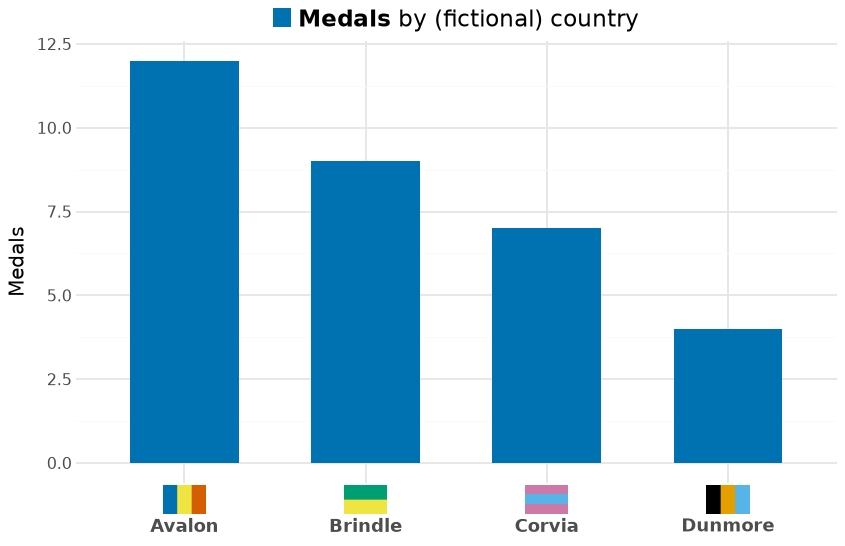 Medals by (fictional) country
12.5
10.0
7.5
5.0
2.5
0.0
Medals
Avalon
Brindle
Corvia
Dunmore